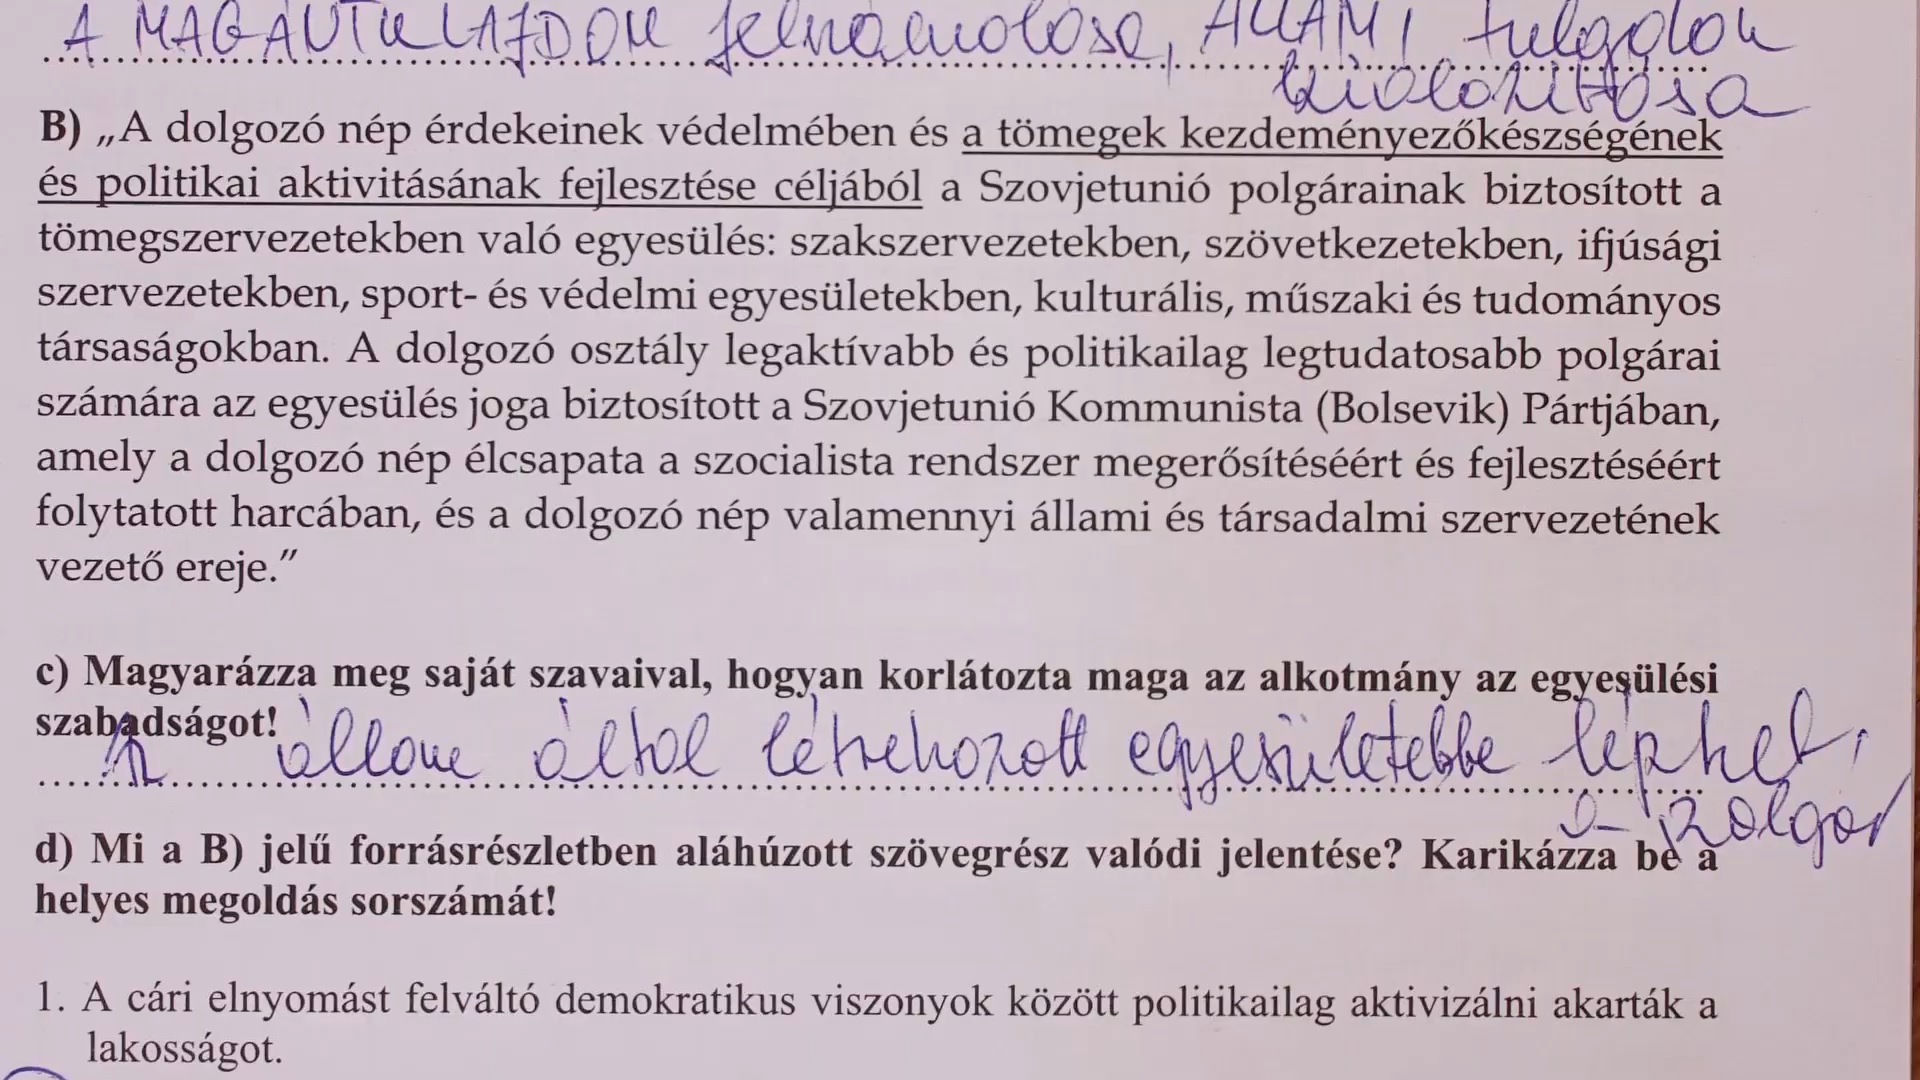 A MAGÁNTULAJDON felszámolása, ÁLLAMI tulajdon
kizárólagossá
B) „A dolgozó nép érdekeinek védelmében és a tömegek kezdeményezőkészségének
és politikai aktivitásának fejlesztése céljából a Szovjetunió polgárainak biztosított a
tömegszervezetekben való egyesülés: szakszervezetekben, szövetkezetekben, ifjúsági
szervezetekben, sport- és védelmi egyesületekben, kulturális, műszaki és tudományos
társaságokban. A dolgozó osztály legaktívabb és politikailag legtudatosabb polgárai
számára az egyesülés joga biztosított a Szovjetunió Kommunista (Bolsevik) Pártjában,
amely a dolgozó nép élcsapata a szocialista rendszer megerősítéséért és fejlesztéséért
folytatott harcában, és a dolgozó nép valamennyi állami és társadalmi szervezetének
vezető ereje.”
c) Magyarázza meg saját szavaival, hogyan korlátozta maga az alkotmány az egyesülési
szabadságot!
Az állam által létrehozott egyesületebbe léphet,
polgár
d) Mi a B) jelű forrásrészletben aláhúzott szövegrész valódi jelentése? Karikázza be a
helyes megoldás sorszámát!
1. A cári elnyomást felváltó demokratikus viszonyok között politikailag aktivizálni akarták a
lakosságot.